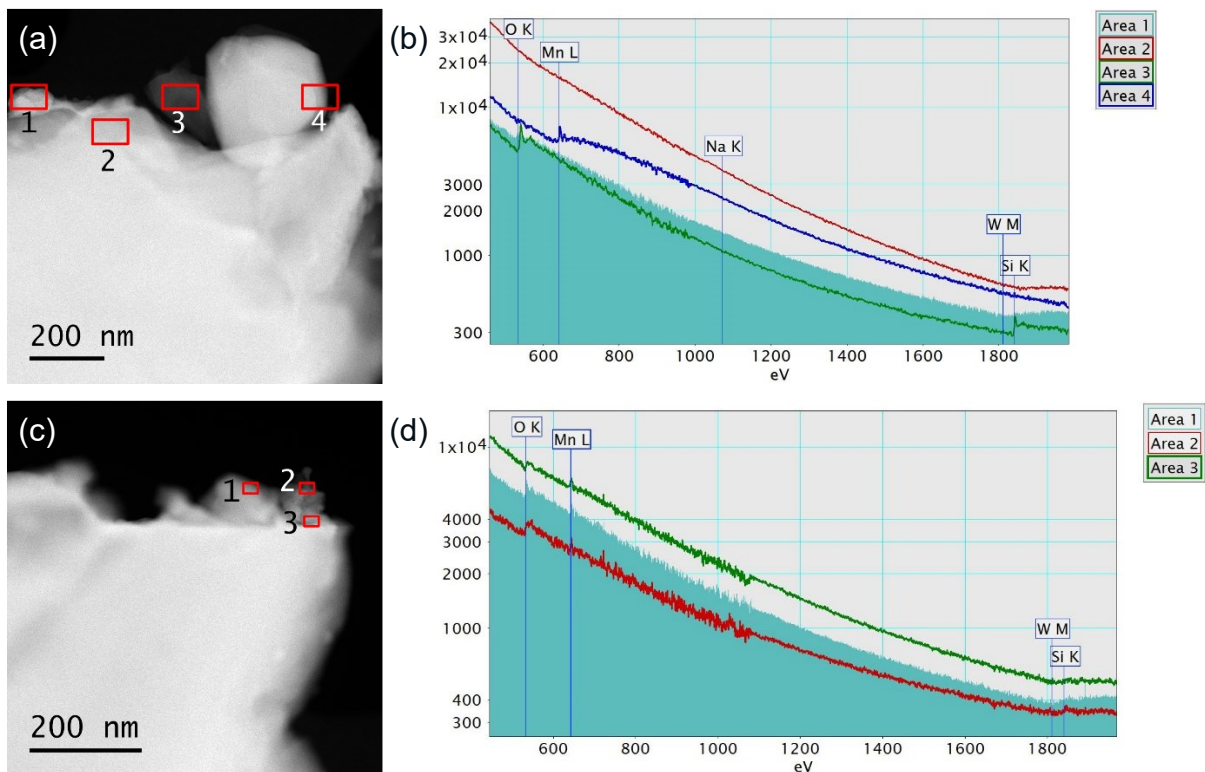 (a)
1
2
3
4
200 nm
(b)
O K
Mn L
Na K
W M
Si K
3x10⁴
2x10⁴
1x10⁴
3000
2000
1000
300
600 800 1000 1200 1400 1600 1800
eV
Area 1
Area 2
Area 3
Area 4
(c)
1
2
3
200 nm
(d)
O K
Mn L
W M
Si K
1x10⁴
4000
3000
2000
1000
400
300
600 800 1000 1200 1400 1600 1800
eV
Area 1
Area 2
Area 3